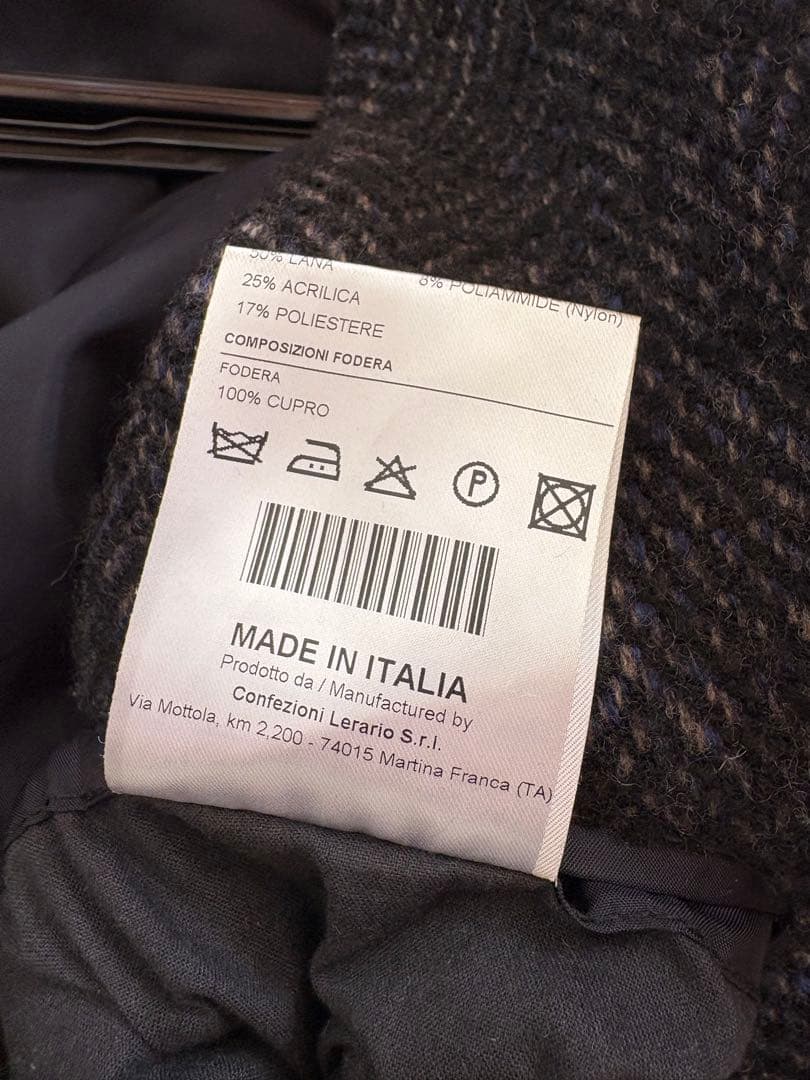 50% LANA 8% POLIAMMIDE (Nylon)
25% ACRILICA
17% POLIESTERE
COMPOSIZIONI FODERA
FODERA
100% CUPRO
P
MADE IN ITALIA
Prodotto da / Manufactured by
Confezioni Lerario S.r.l.
Via Mottola, km 2,200 - 74015 Martina Franca (TA)